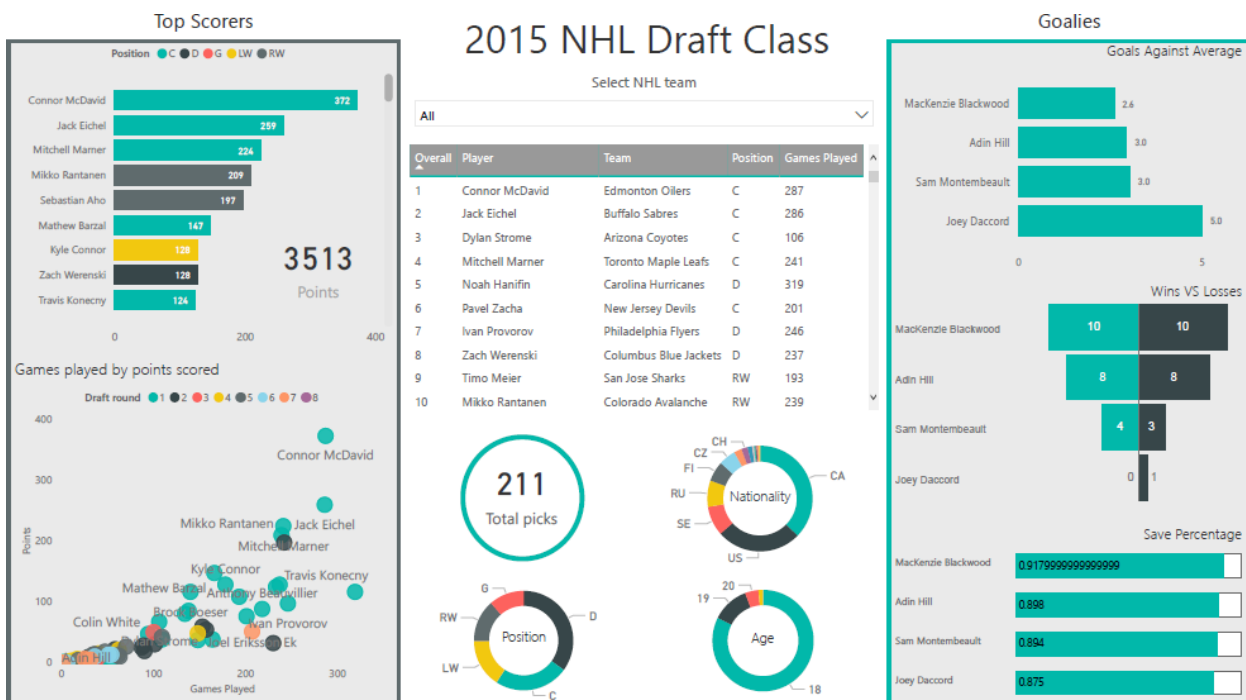 Top Scorers
Position C D G LW RW
Connor McDavid 372
Jack Eichel 259
Mitchell Marner 224
Mikko Rantanen 209
Sebastian Aho 197
Mathew Barzal 147
Kyle Connor 128
Zach Werenski 128
Travis Konecny 124
3513
Points
0 200 400
Games played by points scored
Draft round 1 2 3 4 5 6 7 8
400
Connor McDavid
300
Mikko Rantanen Jack Eichel
200
Mitchell Marner
Kyle Connor
Travis Konecny
Mathew Barzal
Anthony Beauvillier
100
Brock Boeser
Colin White
Ivan Provorov
Dylan Strome
Joel Eriksson Ek
Adin Hill
0
Points
0 100 200 300
Games Played
2015 NHL Draft Class
Select NHL team
All
Overall Player Team Position Games Played
1 Connor McDavid Edmonton Oilers C 287
2 Jack Eichel Buffalo Sabres C 286
3 Dylan Strome Arizona Coyotes C 106
4 Mitchell Marner Toronto Maple Leafs C 241
5 Noah Hanifin Carolina Hurricanes D 319
6 Pavel Zacha New Jersey Devils C 201
7 Ivan Provorov Philadelphia Flyers D 246
8 Zach Werenski Columbus Blue Jackets D 237
9 Timo Meier San Jose Sharks RW 193
10 Mikko Rantanen Colorado Avalanche RW 239
211
Total picks
Nationality
CH
CZ
FI
RU
SE
US
CA
Position
G
RW
LW
C
D
Age
20
19
18
Goalies
Goals Against Average
MacKenzie Blackwood 2.6
Adin Hill 3.0
Sam Montembeault 3.0
Joey Daccord 5.0
0 5
Wins VS Losses
MacKenzie Blackwood 10 10
Adin Hill 8 8
Sam Montembeault 4 3
Joey Daccord 0 1
Save Percentage
MacKenzie Blackwood 0.9179999999999999
Adin Hill 0.898
Sam Montembeault 0.894
Joey Daccord 0.875